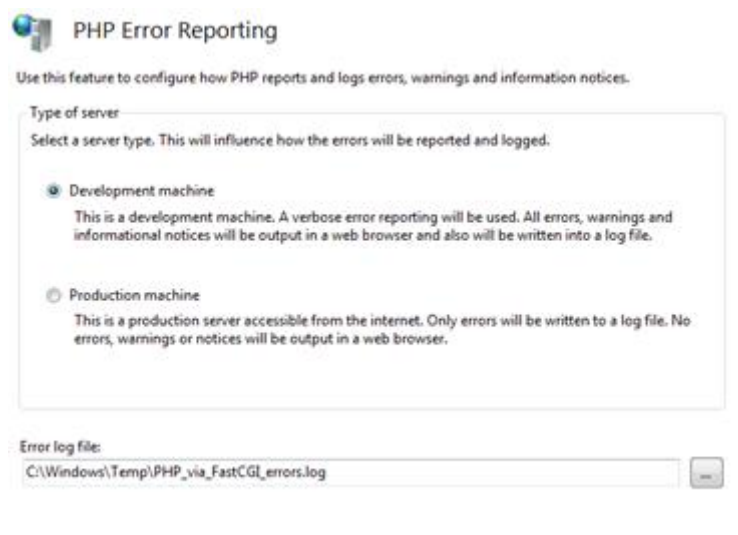 PHP Error Reporting
Use this feature to configure how PHP reports and logs errors, warnings and information notices.
Type of server
Select a server type. This will influence how the errors will be reported and logged.
Development machine
This is a development machine. A verbose error reporting will be used. All errors, warnings and
informational notices will be output in a web browser and also will be written into a log file.
Production machine
This is a production server accessible from the internet. Only errors will be written to a log file. No
errors, warnings or notices will be output in a web browser.
Error log file:
C:\Windows\Temp\PHP_via_FastCGI_errors.log
...